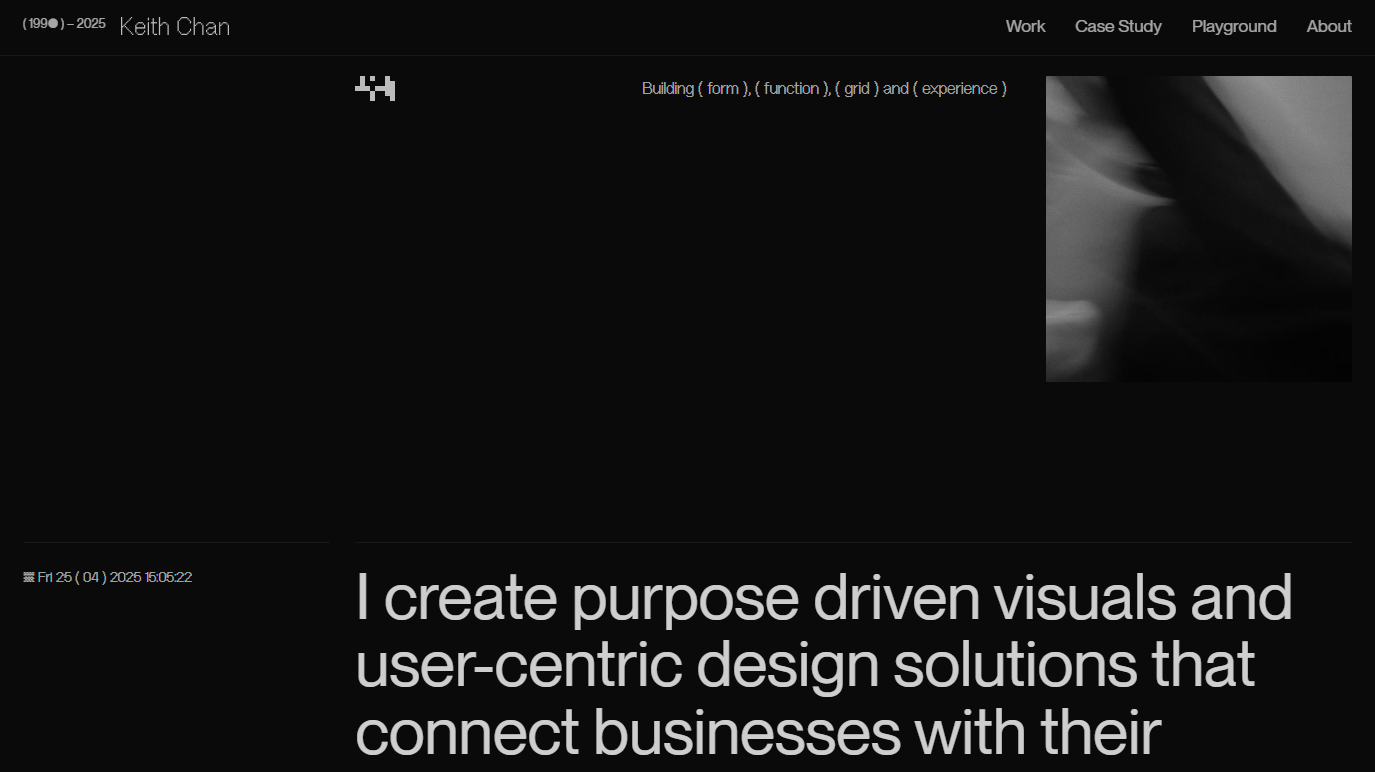 (199●) – 2025 Keith Chan
Work Case Study Playground About
Building ( form ), ( function ), ( grid ) and ( experience )
Fri 25 ( 04 ) 2025 15:05:22
I create purpose driven visuals and
user-centric design solutions that
connect businesses with their